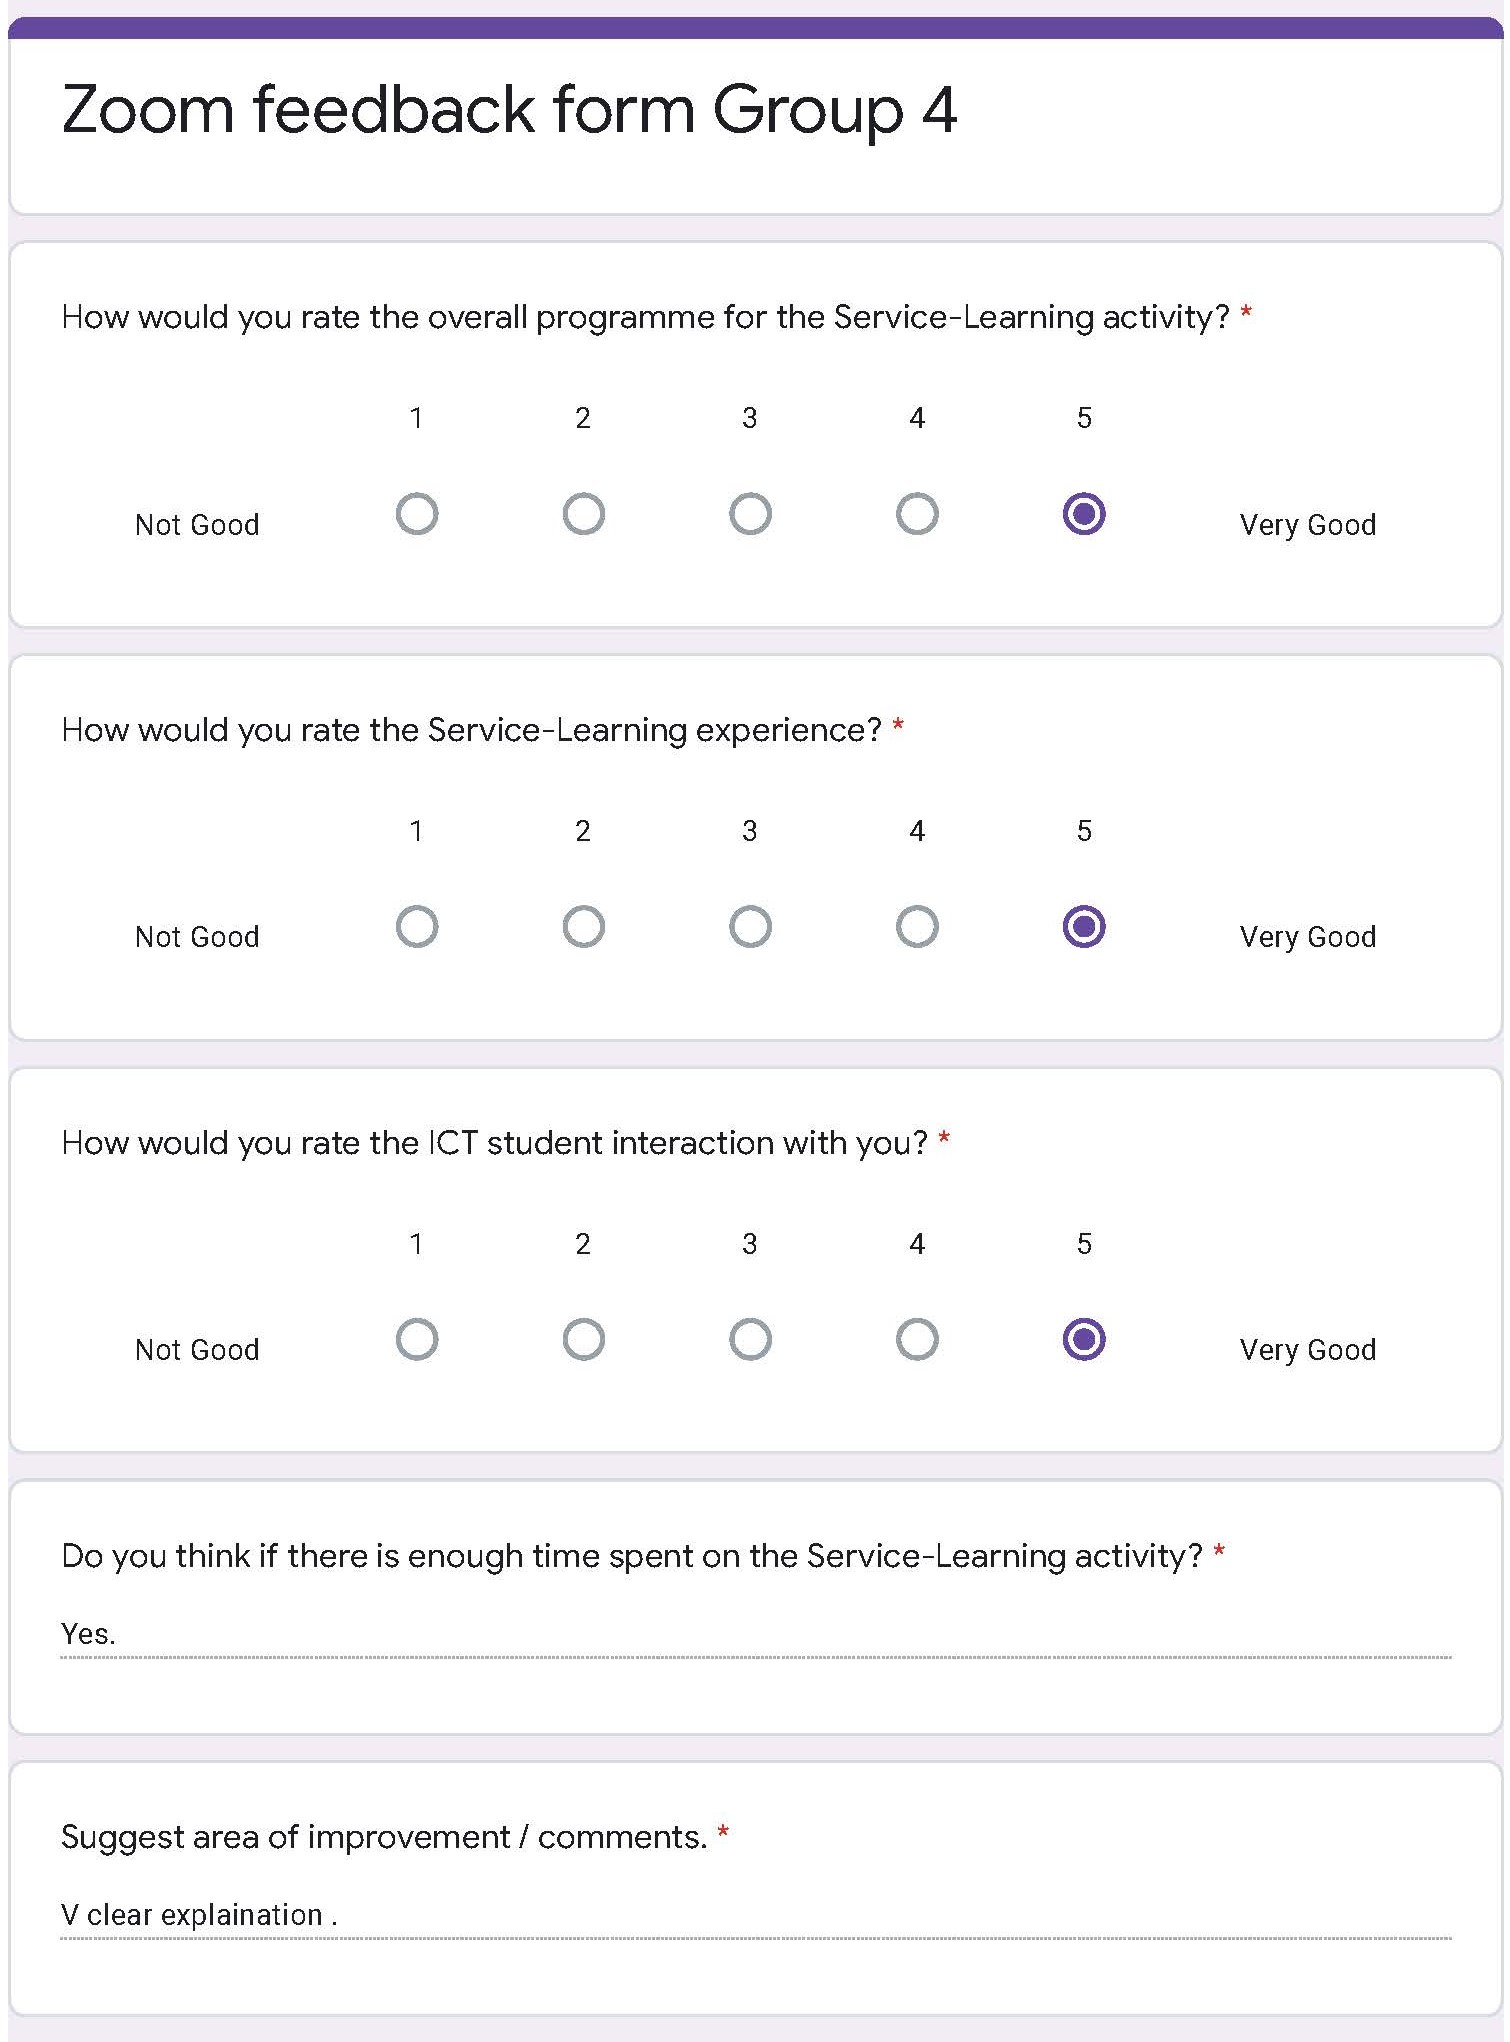 Zoom feedback form Group 4
How would you rate the overall programme for the Service-Learning activity? *
1 2 3 4 5
Not Good Very Good
How would you rate the Service-Learning experience? *
1 2 3 4 5
Not Good Very Good
How would you rate the ICT student interaction with you? *
1 2 3 4 5
Not Good Very Good
Do you think if there is enough time spent on the Service-Learning activity? *
Yes.
Suggest area of improvement / comments. *
V clear explaination .